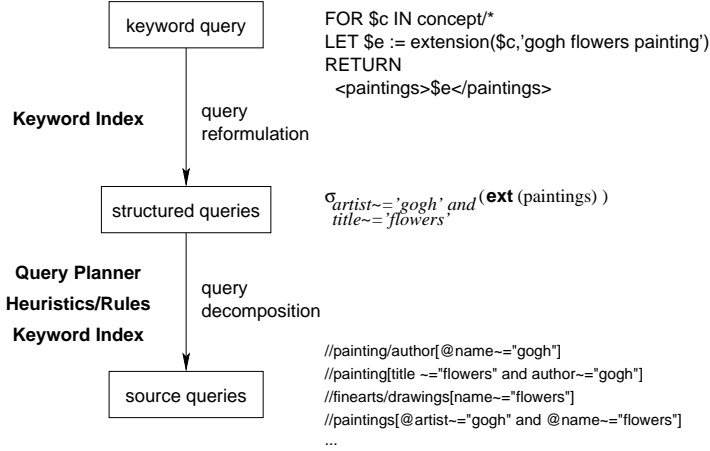 keyword query
FOR $c IN concept/*
LET $e := extension($c,'gogh flowers painting')
RETURN
<paintings>$e</paintings>
Keyword Index
query
reformulation
structured queries
σartist~='gogh' and (ext (paintings) )
title~='flowers'
Query Planner
Heuristics/Rules
Keyword Index
query
decomposition
source queries
//painting/author[@name~="gogh"]
//painting[title ~="flowers" and author~="gogh"]
//finearts/drawings[name~="flowers"]
//paintings[@artist~="gogh" and @name~="flowers"]
...